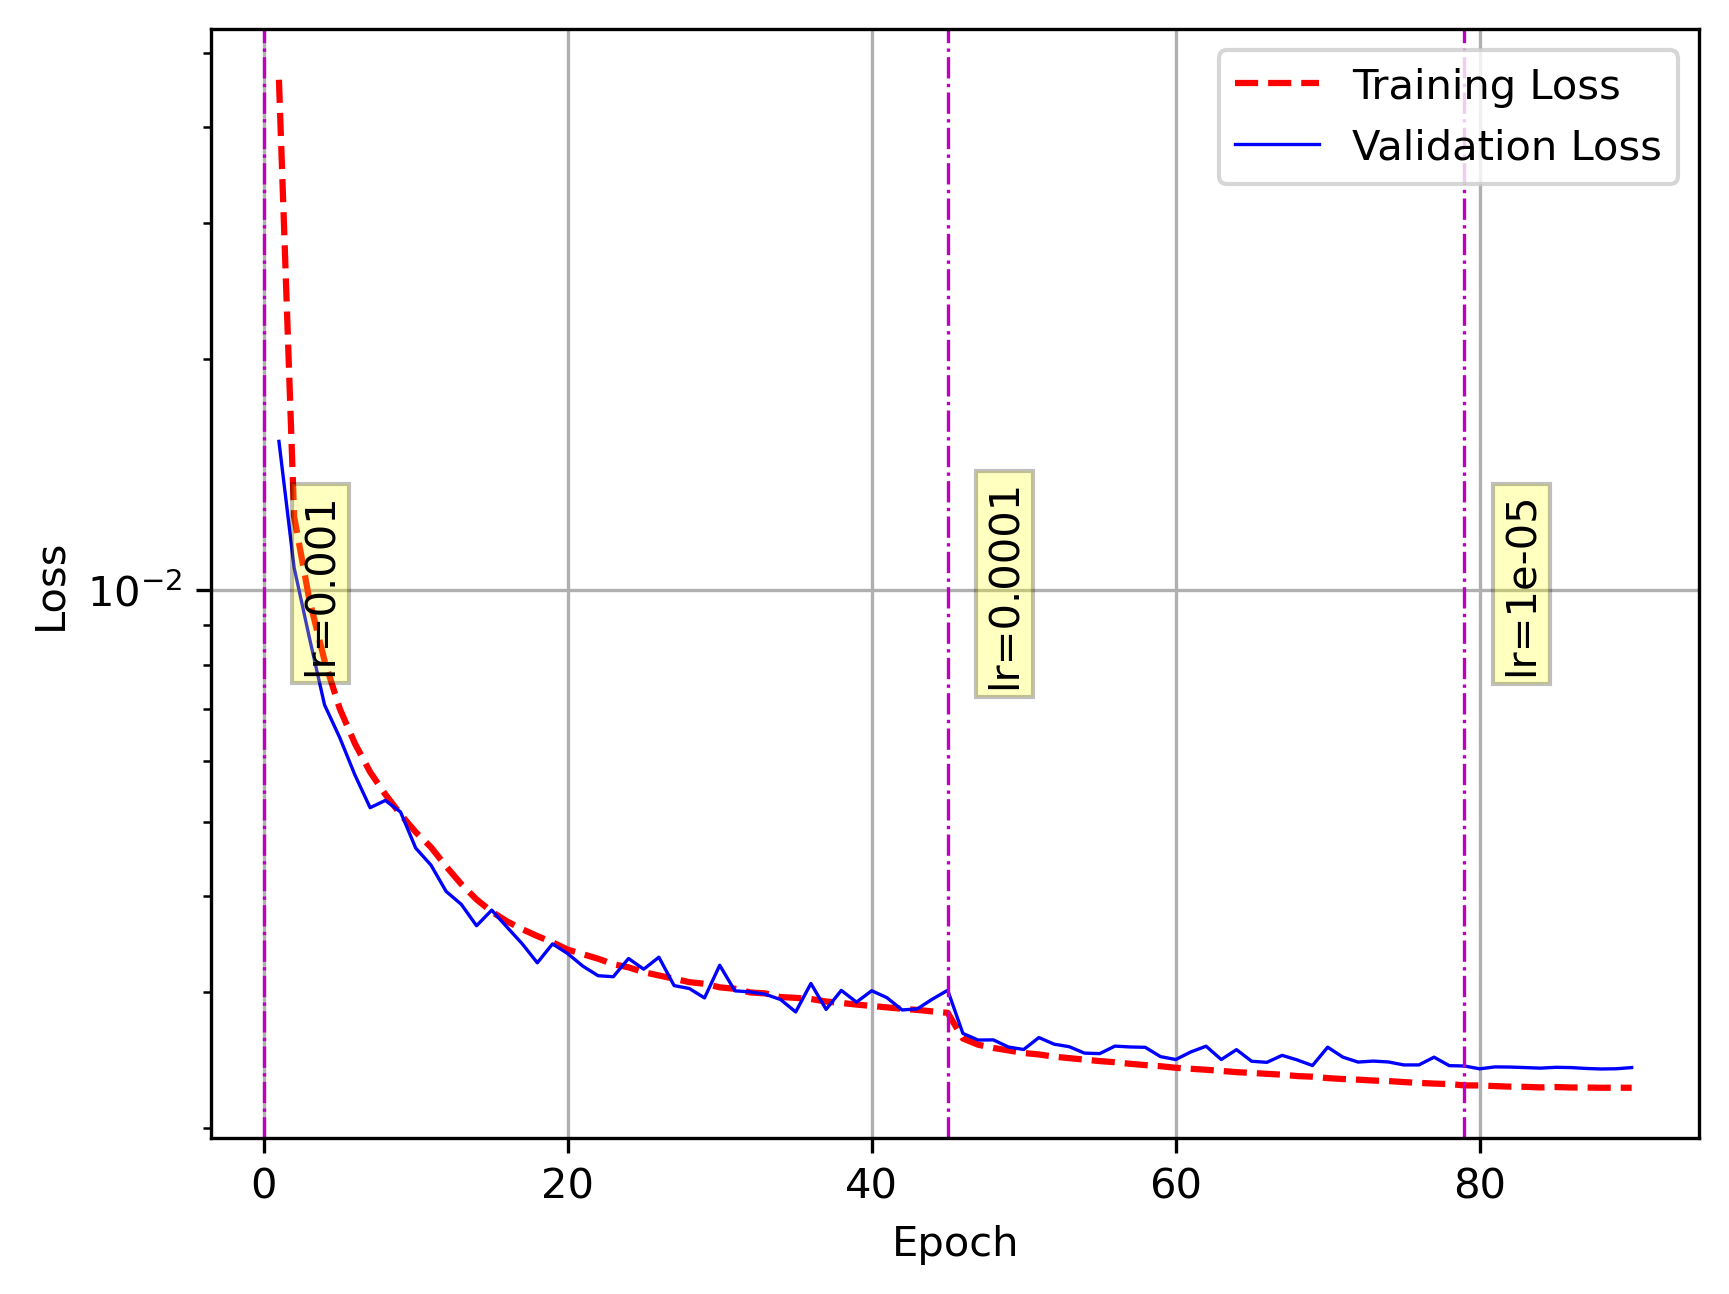 Training Loss
Validation Loss
lr=0.001
lr=0.0001
lr=1e-05
Loss
10⁻²
0
20
40
60
80
Epoch